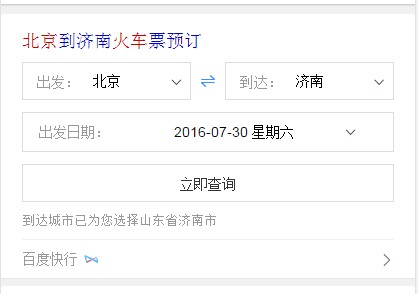 北京到济南火车票预订
出发： 北京 到达： 济南
出发日期： 2016-07-30 星期六
立即查询
到达城市已为您选择山东省济南市
百度快行